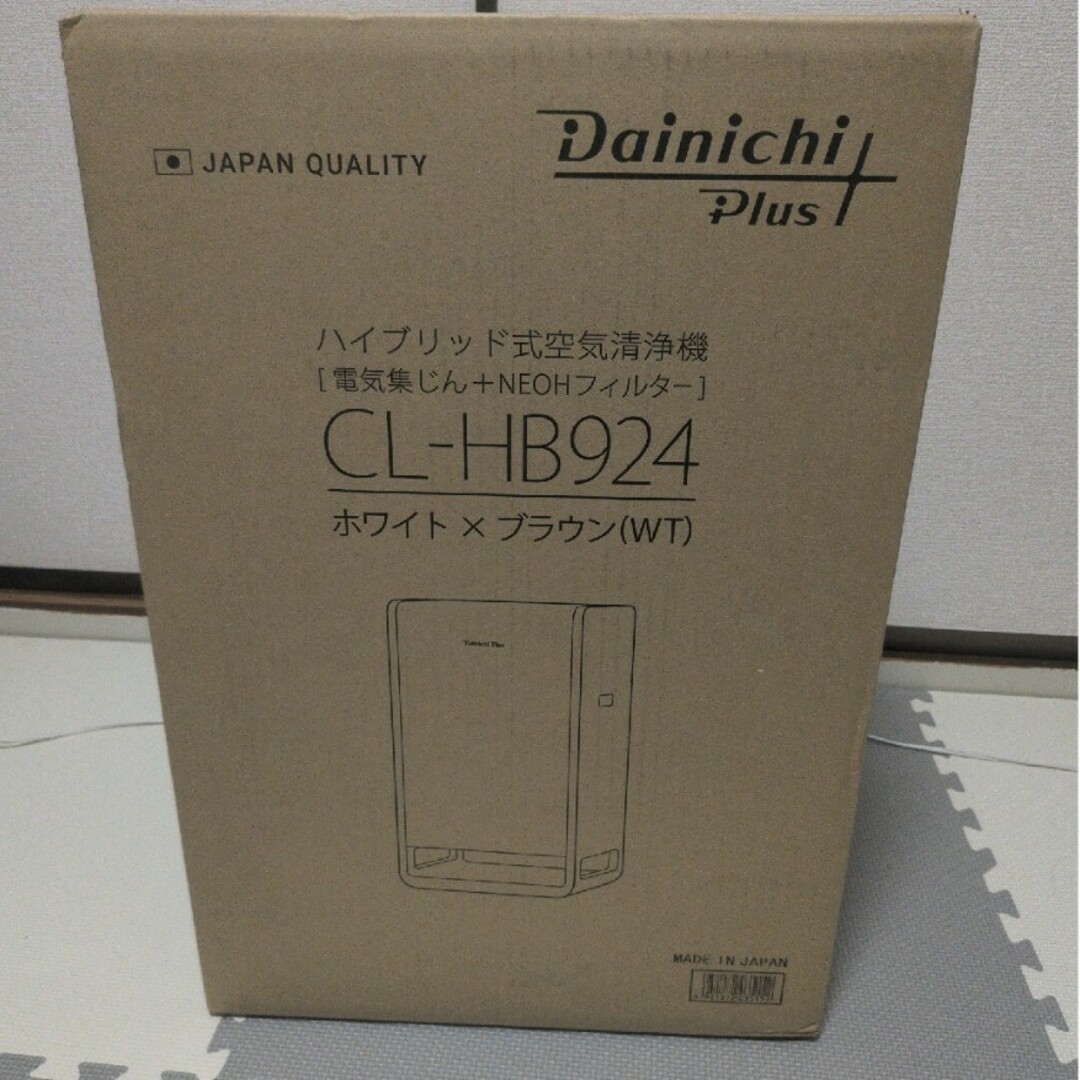 JAPAN QUALITY
Dainichi
Plus
ハイブリッド式空気清浄機
[電気集じん+NEOHフィルター]
CL-HB924
ホワイト×ブラウン(WT)
Dainichi Plus
MADE IN JAPAN